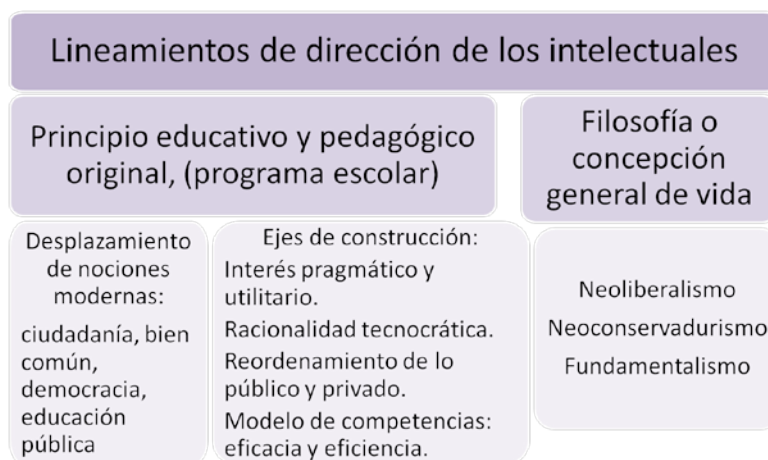 Lineamientos de dirección de los intelectuales
Principio educativo y pedagógico
original, (programa escolar)
Filosofía o
concepción
general de vida
Desplazamiento
de nociones
modernas:
ciudadanía, bien
común,
democracia,
educación
pública
Ejes de construcción:
Interés pragmático y
utilitario.
Racionalidad tecnocrática.
Reordenamiento de lo
público y privado.
Modelo de competencias:
eficacia y eficiencia.
Neoliberalismo
Neoconservadurismo
Fundamentalismo